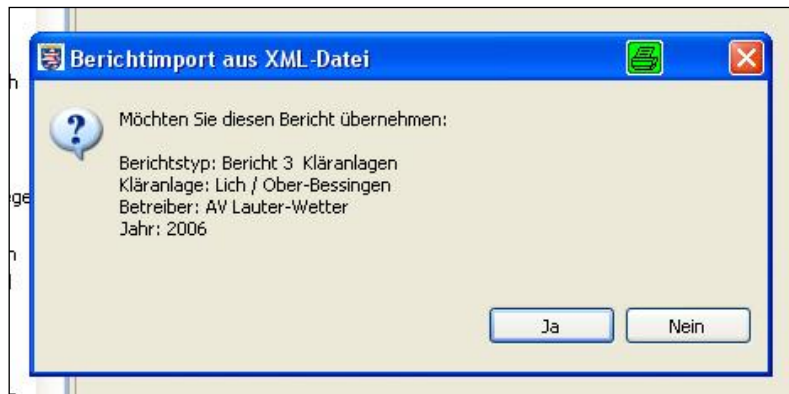 Berichtimport aus XML-Datei
h
Möchten Sie diesen Bericht übernehmen:
Berichtstyp: Bericht 3 Kläranlagen
Kläranlage: Lich / Ober-Bessingen
ege
Betreiber: AV Lauter-Wetter
Jahr: 2006
n
Ja
Nein